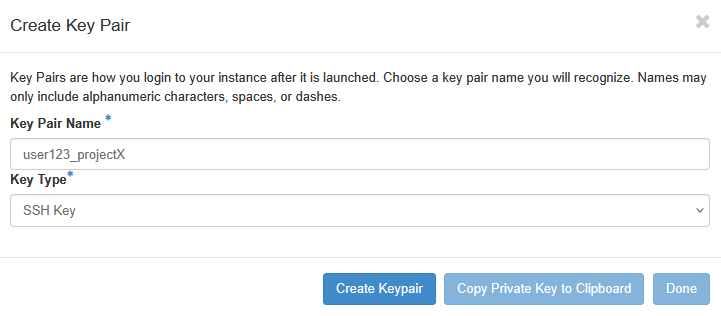 Create Key Pair
Key Pairs are how you login to your instance after it is launched. Choose a key pair name you will recognize. Names may
only include alphanumeric characters, spaces, or dashes.
Key Pair Name *
user123_projectX
Key Type*
SSH Key
Create Keypair
Copy Private Key to Clipboard
Done